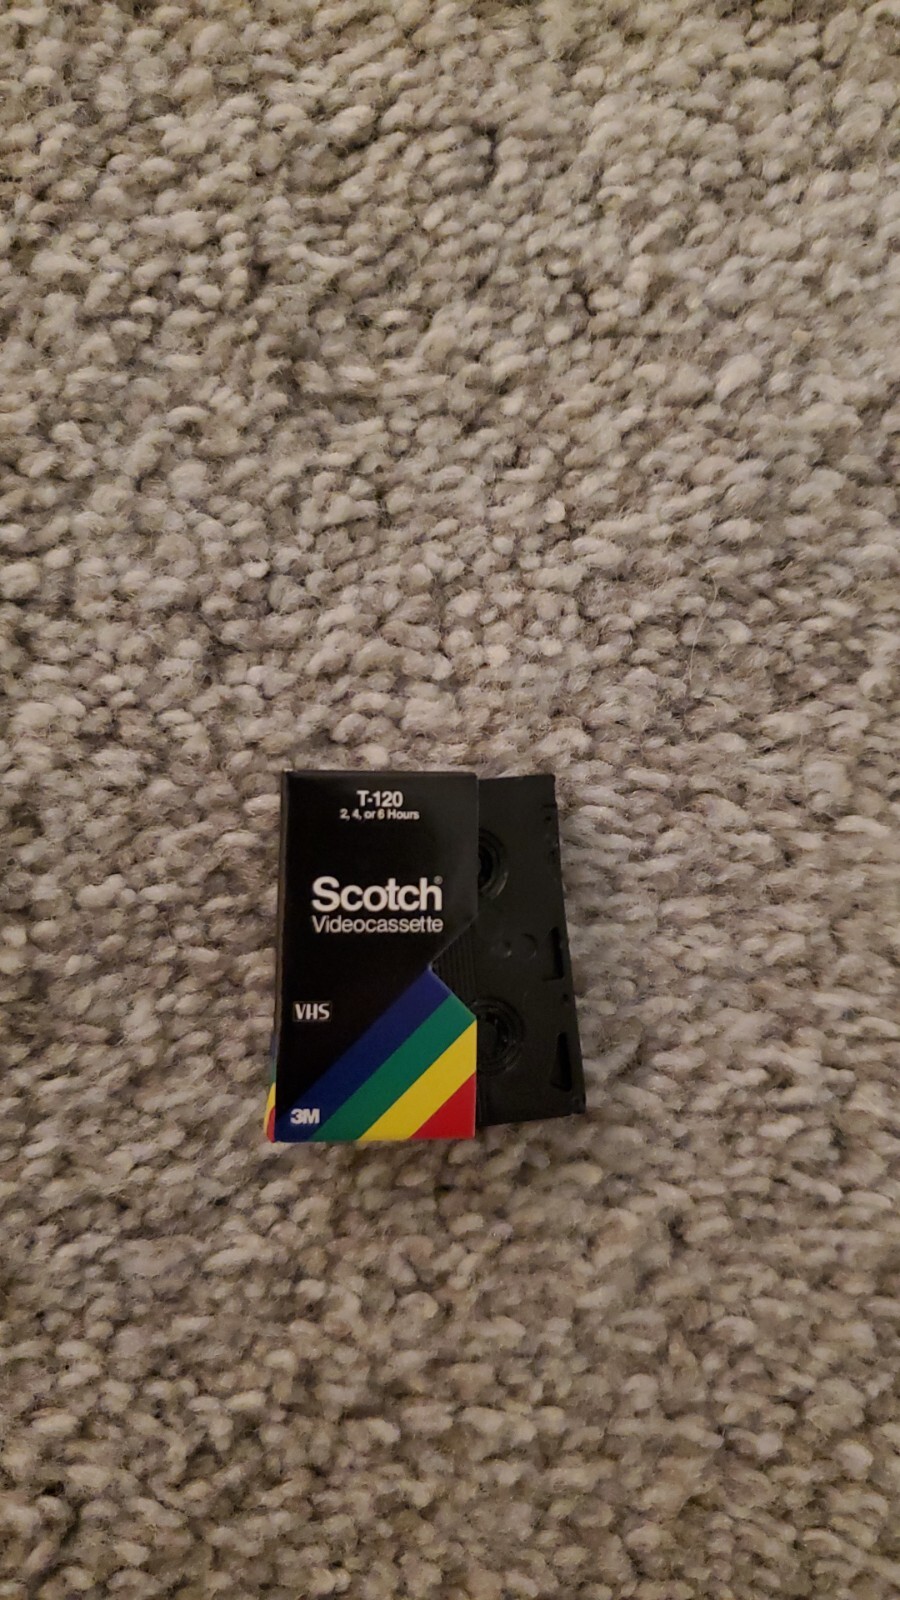 T-120
2, 4, or 6 Hours
Scotch®
Videocassette
VHS
3M